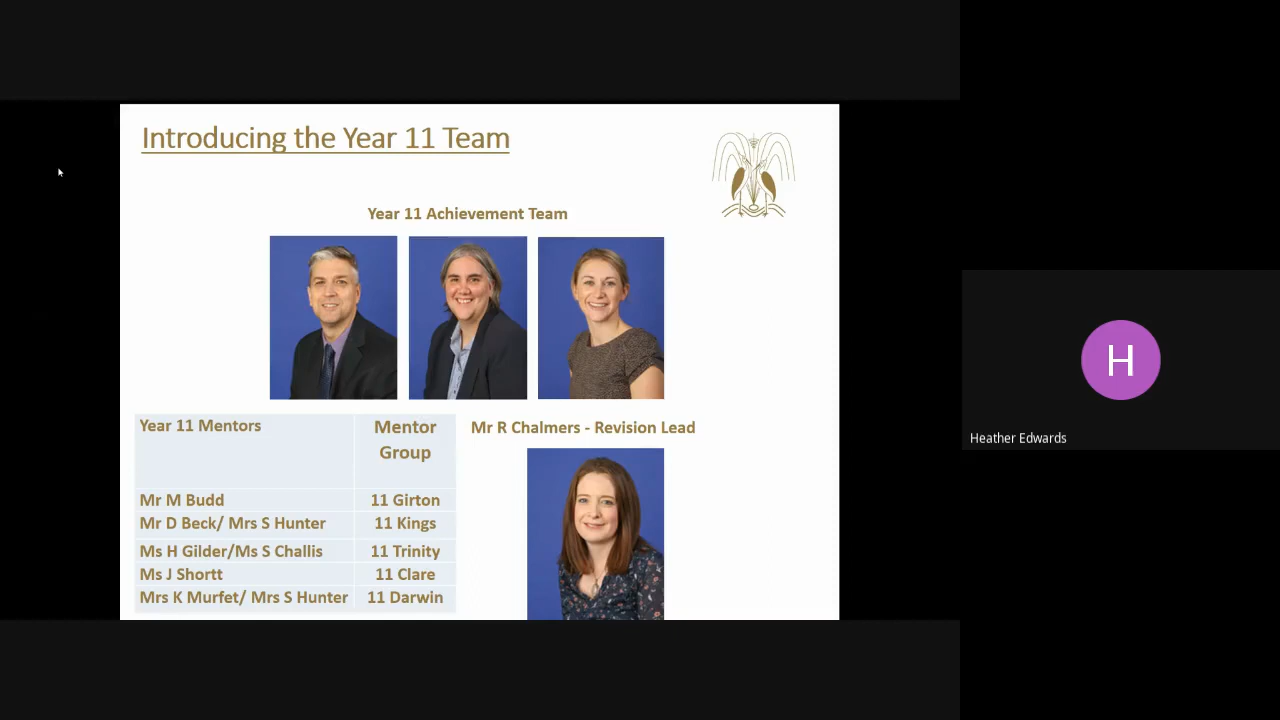 Introducing the Year 11 Team
Year 11 Achievement Team
Year 11 Mentors
Mentor
Group
Mr R Chalmers - Revision Lead
Mr M Budd
11 Girton
Mr D Beck/ Mrs S Hunter
11 Kings
Ms H Gilder/Ms S Challis
11 Trinity
Ms J Shortt
11 Clare
Mrs K Murfet/ Mrs S Hunter
11 Darwin
H
Heather Edwards